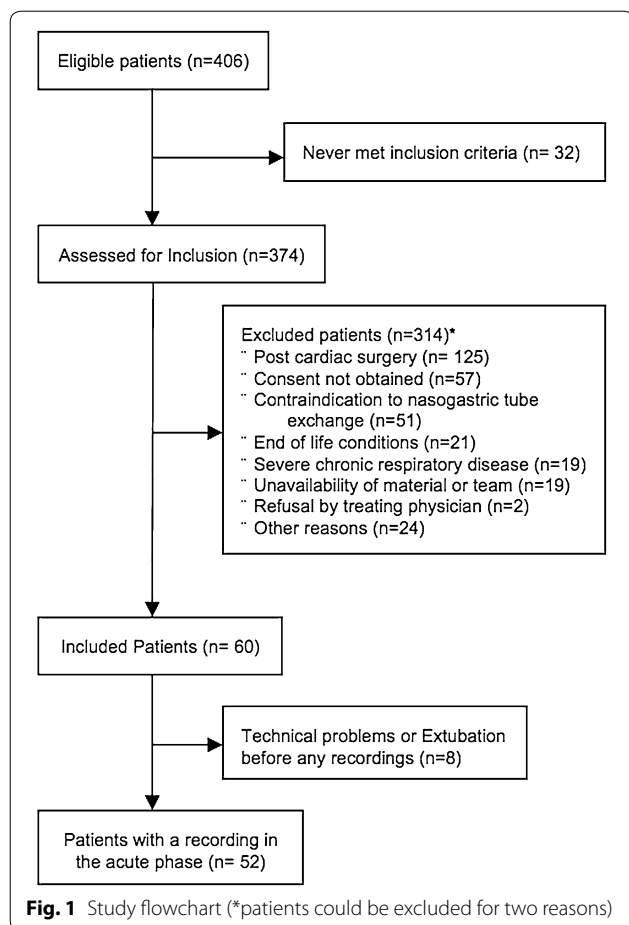 Eligible patients (n=406)
Never met inclusion criteria (n= 32)
Assessed for Inclusion (n=374)
Excluded patients (n=314)*
¨ Post cardiac surgery (n= 125)
¨ Consent not obtained (n=57)
¨ Contraindication to nasogastric tube
exchange (n=51)
¨ End of life conditions (n=21)
¨ Severe chronic respiratory disease (n=19)
¨ Unavailability of material or team (n=19)
¨ Refusal by treating physician (n=2)
¨ Other reasons (n=24)
Included Patients (n= 60)
Technical problems or Extubation
before any recordings (n=8)
Patients with a recording in
the acute phase (n= 52)
Fig. 1 Study flowchart (*patients could be excluded for two reasons)